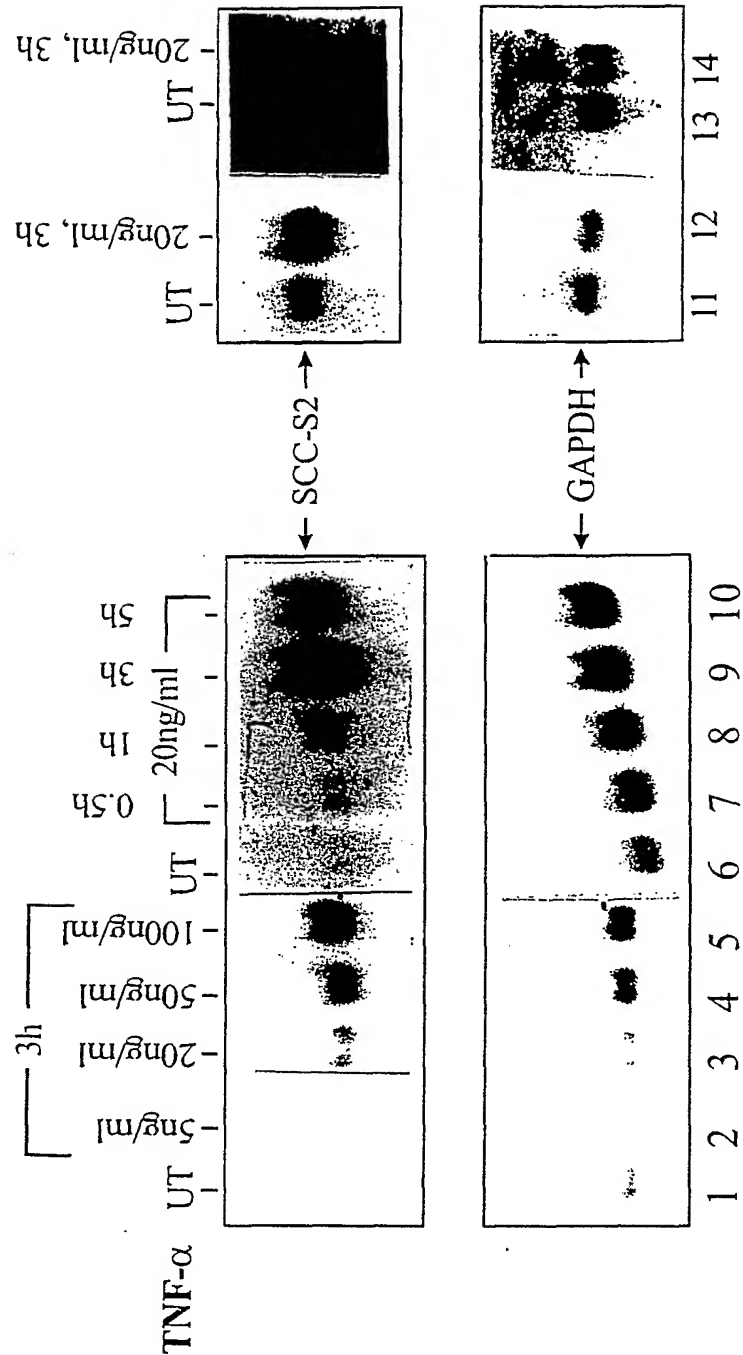 TNF-α
3h
UT
5ng/ml
20ng/ml
50ng/ml
100ng/ml
UT
0.5h
1h
3h
5h
20ng/ml
UT
20ng/ml, 3h
UT
20ng/ml, 3h
SCC-S2
GAPDH
1 2 3 4 5 6 7 8 9 10 11 12 13 14